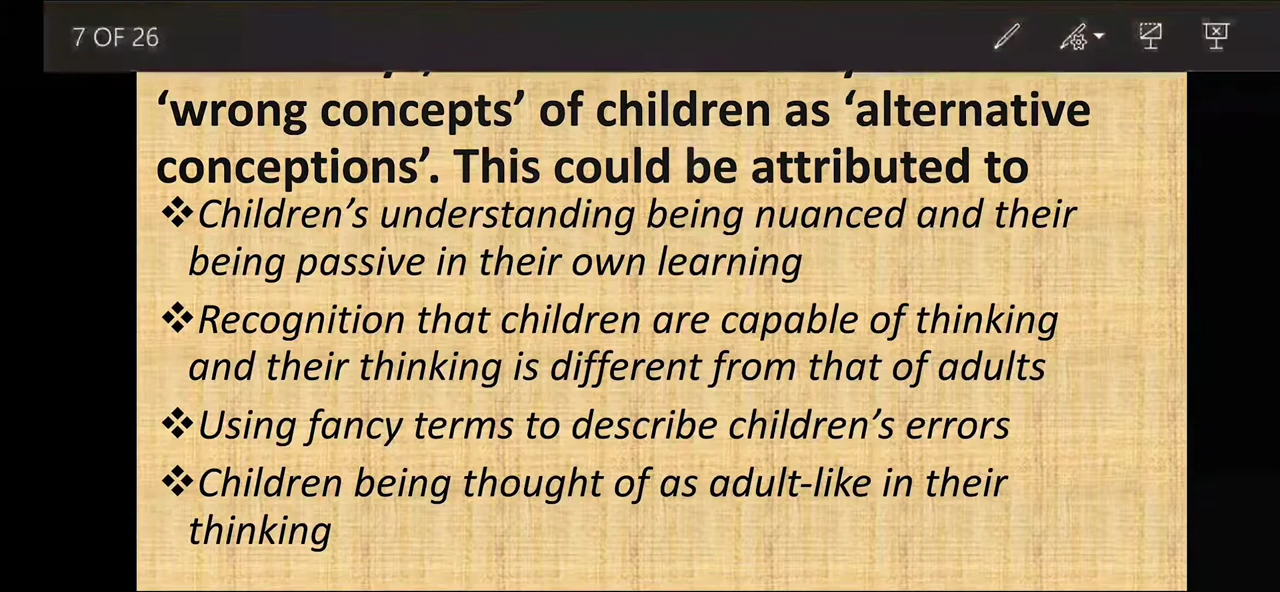 7 OF 26
‘wrong concepts’ of children as ‘alternative
conceptions’. This could be attributed to
❖Children’s understanding being nuanced and their
being passive in their own learning
❖Recognition that children are capable of thinking
and their thinking is different from that of adults
❖Using fancy terms to describe children’s errors
❖Children being thought of as adult-like in their
thinking